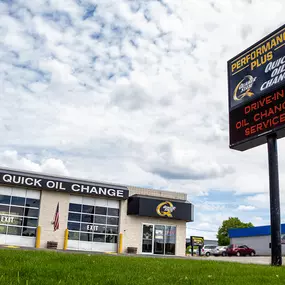 PERFORMANCE
PLUS
QUICK
OIL
CHANGE
DRIVE-IN
OIL CHANGE
SERVICE
QUICK OIL CHANGE
EXIT
EXIT